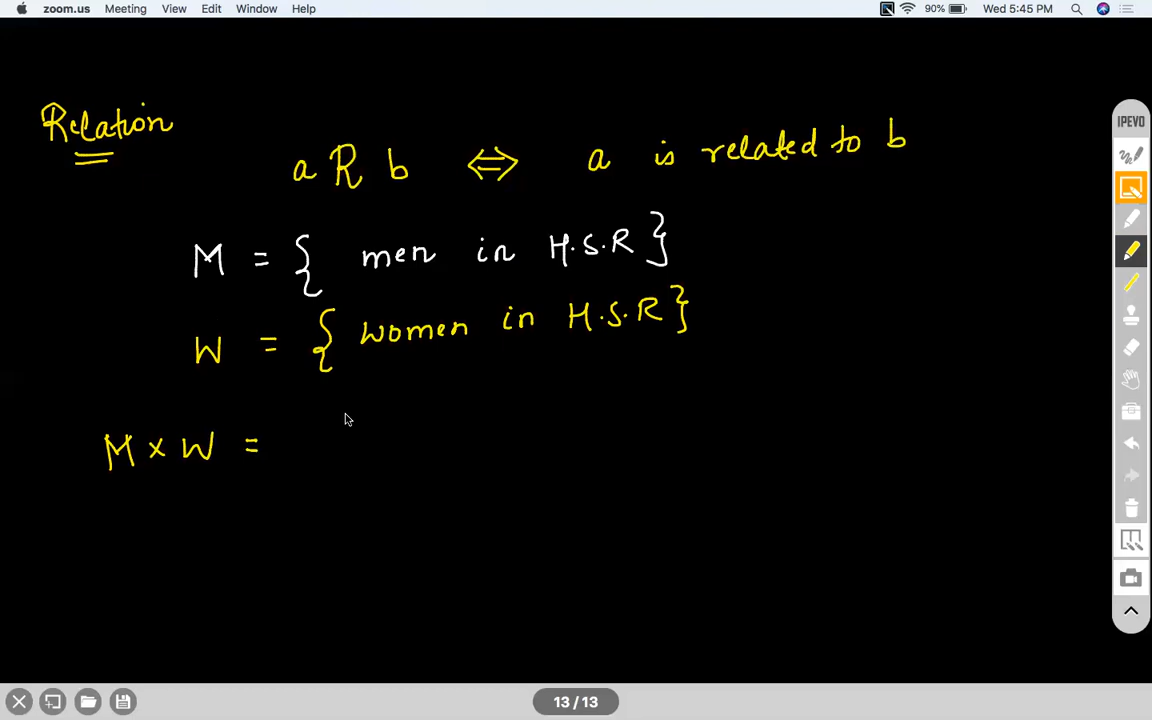 zoom.us Meeting View Edit Window Help 90% Wed 5:45 PM
Relation
a R b ⇔ a is related to b
M = { men in H.S.R }
W = { women in H.S.R }
M × W =
IPEVO
13 / 13